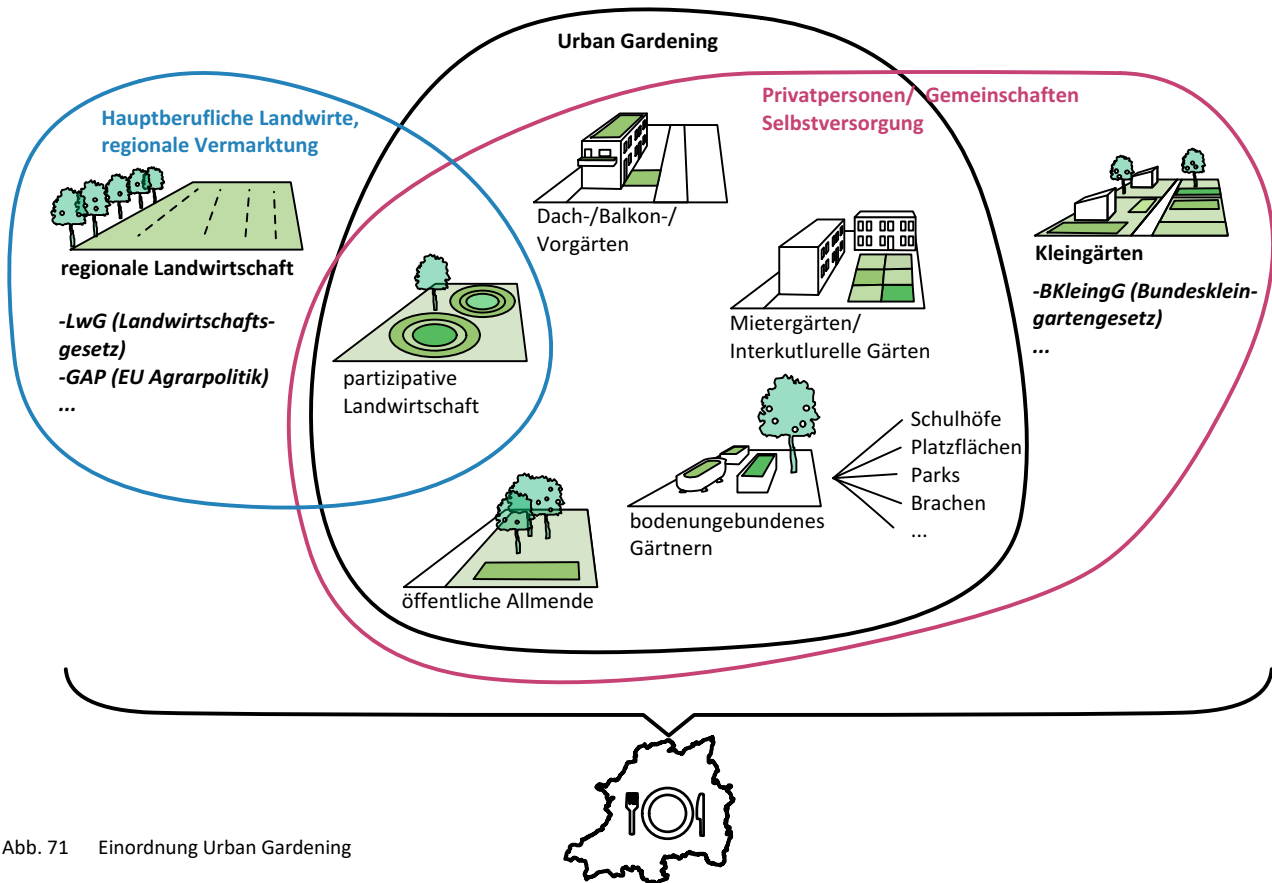 Urban Gardening
Hauptberufliche Landwirte,
regionale Vermarktung
Privatpersonen/ Gemeinschaften
Selbstversorgung
regionale Landwirtschaft
-LwG (Landwirtschafts-
gesetz)
-GAP (EU Agrarpolitik)
...
Dach-/Balkon-/
Vorgärten
partizipative
Landwirtschaft
Mietergärten/
Interkutlurelle Gärten
Kleingärten
-BKleingG (Bundesklein-
gartengesetz)
...
bodenungebundenes
Gärtnern
Schulhöfe
Platzflächen
Parks
Brachen
...
öffentliche Allmende
Abb. 71 Einordnung Urban Gardening